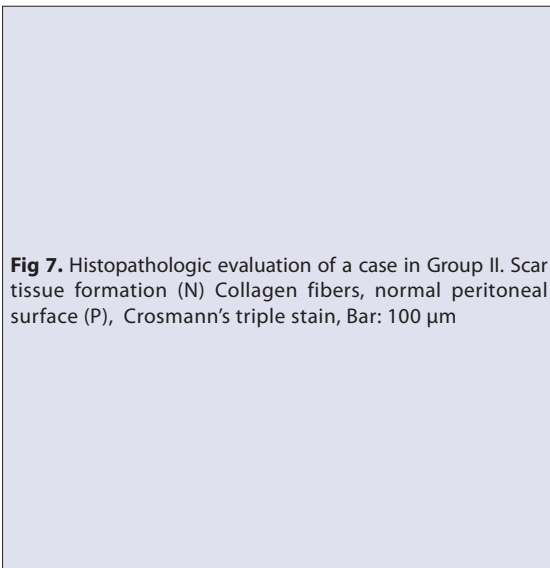 Fig 7. Histopathologic evaluation of a case in Group II. Scar
tissue formation (N) Collagen fibers, normal peritoneal
surface (P), Crosmann's triple stain, Bar: 100 µm